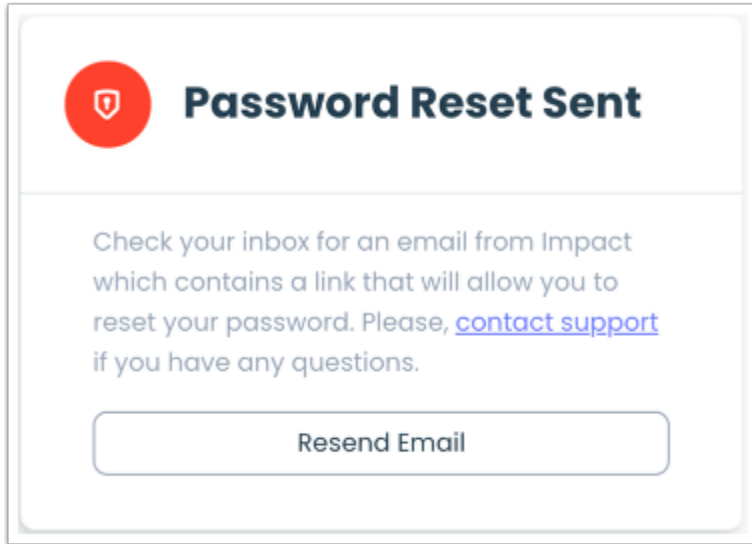 Password Reset Sent
Check your inbox for an email from Impact
which contains a link that will allow you to
reset your password. Please, contact support
if you have any questions.
Resend Email